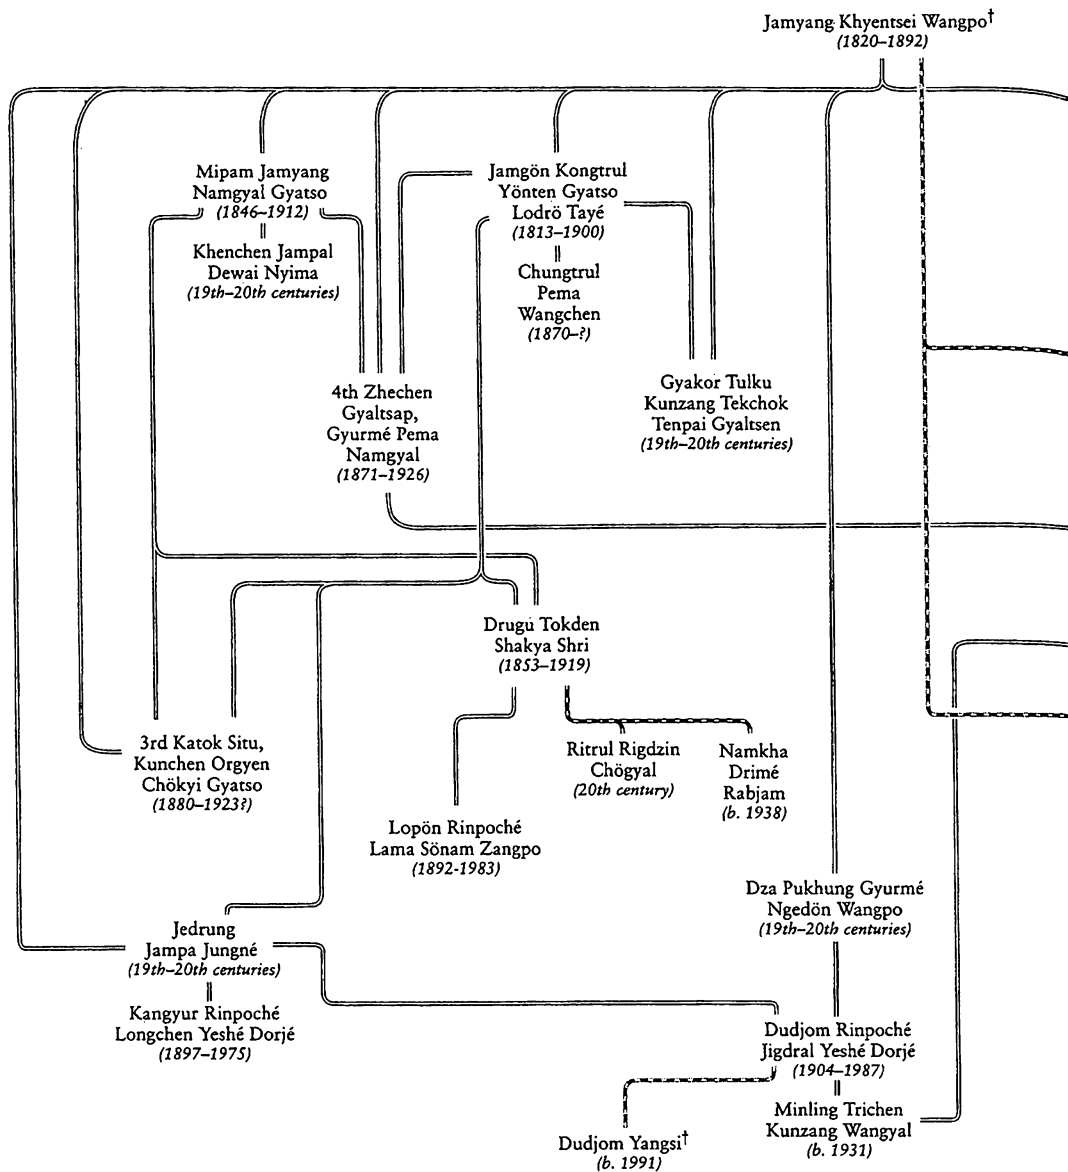 Jamyang Khyentsei Wangpo†
(1820–1892)
Mipam Jamyang
Namgyal Gyatso
(1846–1912)
Khenchen Jampal
Dewai Nyima
(19th–20th centuries)
Jamgön Kongtrul
Yönten Gyatso
Lodrö Tayé
(1813–1900)
Chungtrul
Pema
Wangchen
(1870–?)
4th Zhechen
Gyaltsap,
Gyurmé Pema
Namgyal
(1871–1926)
Gyakor Tulku
Kunzang Tekchok
Tenpai Gyaltsen
(19th–20th centuries)
Drugu Tokden
Shakya Shri
(1853–1919)
3rd Katok Situ,
Kunchen Orgyen
Chökyi Gyatso
(1880–1923?)
Ritrul Rigdzin
Chögyal
(20th century)
Namkha
Drimé
Rabjam
(b. 1938)
Lopön Rinpoché
Lama Sönam Zangpo
(1892-1983)
Dza Pukhung Gyurmé
Ngedön Wangpo
(19th–20th centuries)
Jedrung
Jampa Jungné
(19th–20th centuries)
Kangyur Rinpoché
Longchen Yeshé Dorjé
(1897–1975)
Dudjom Rinpoché
Jigdral Yeshé Dorjé
(1904–1987)
Minling Trichen
Kunzang Wangyal
(b. 1931)
Dudjom Yangsi†
(b. 1991)